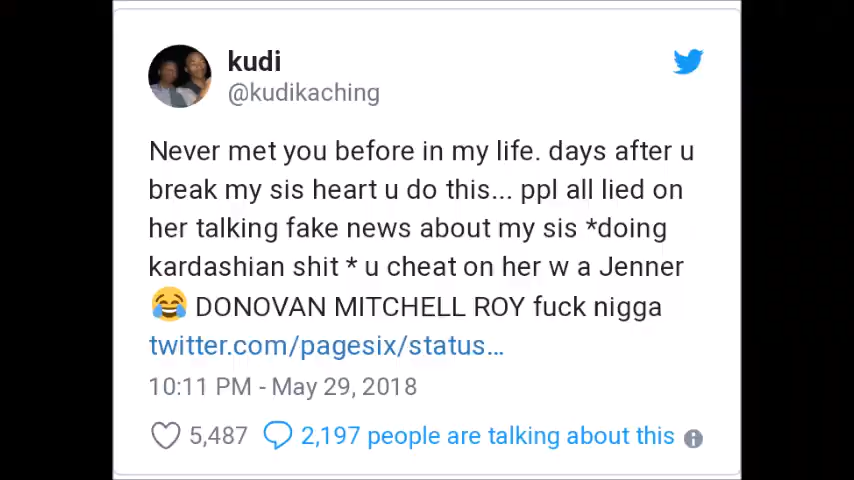 kudi
@kudikaching
Never met you before in my life. days after u
break my sis heart u do this... ppl all lied on
her talking fake news about my sis *doing
kardashian shit * u cheat on her w a Jenner
😂 DONOVAN MITCHELL ROY fuck nigga
twitter.com/pagesix/status...
10:11 PM - May 29, 2018
5,487 2,197 people are talking about this